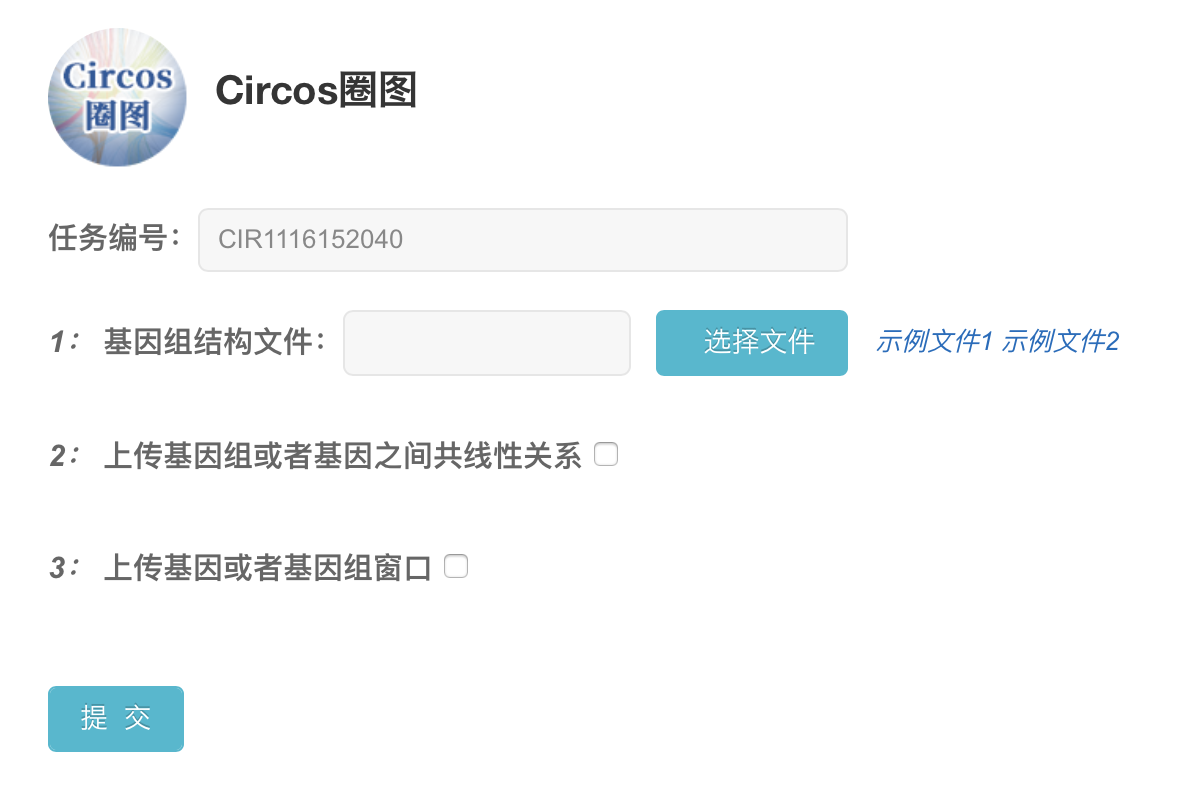 Circos
圈图
Circos圈图
任务编号： CIR1116152040
1： 基因组结构文件： 选择文件 示例文件1 示例文件2
2： 上传基因组或者基因之间共线性关系
3： 上传基因或者基因组窗口
提 交